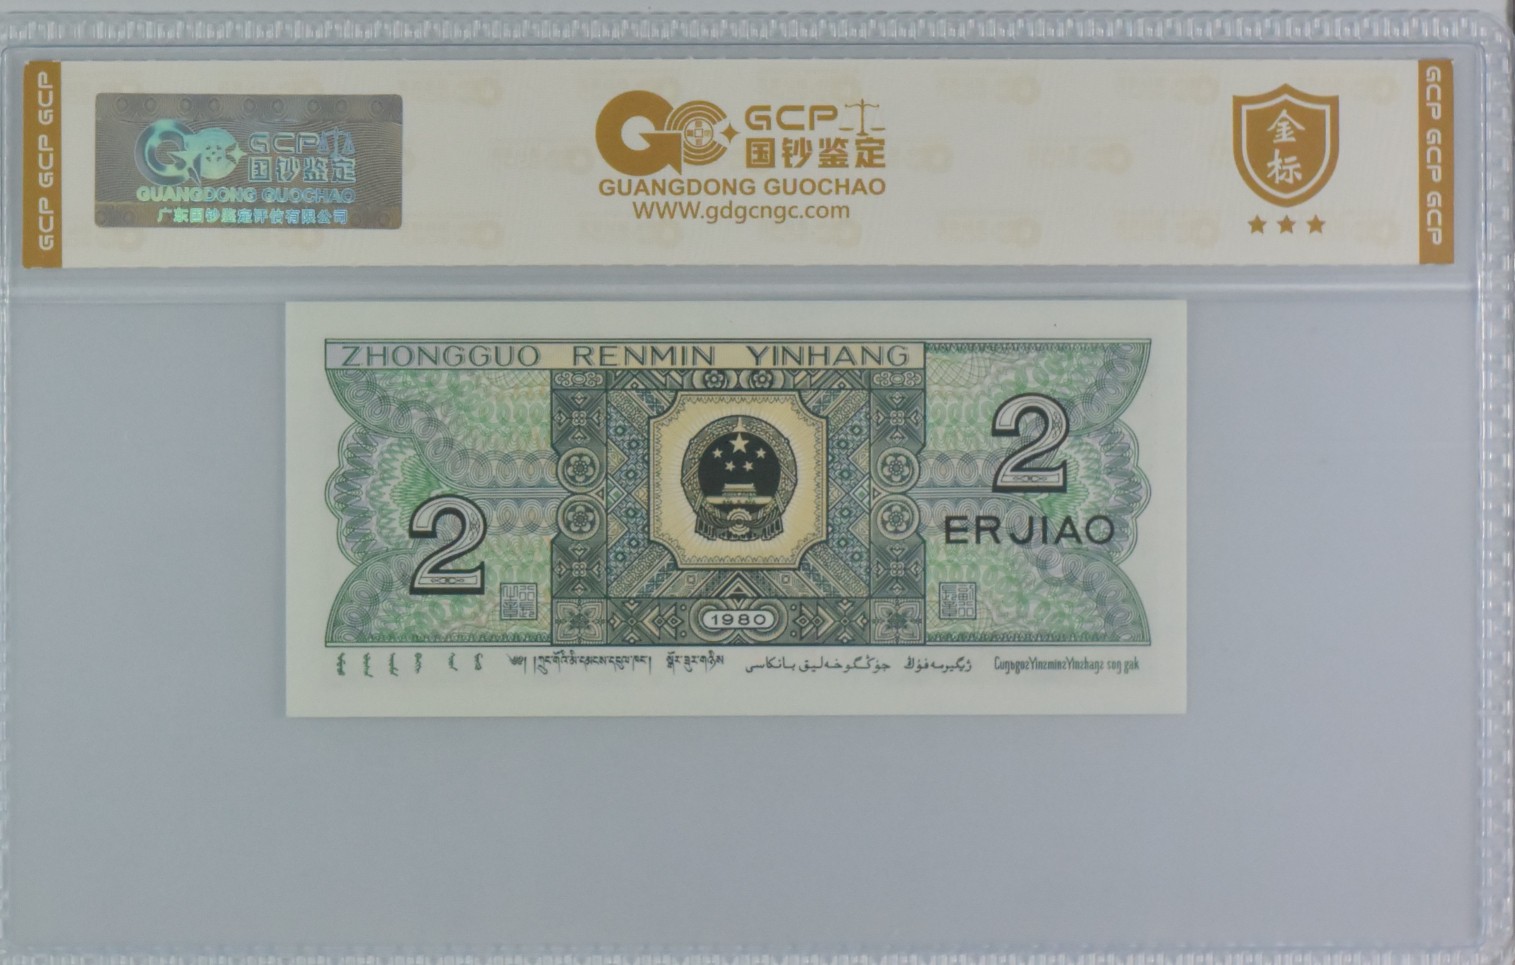 GCP GCP GCP
GCP
国钞鉴定
GUANGDONG GUOCHAO
广东国钞鉴定评估有限公司
GCP
国钞鉴定
GUANGDONG GUOCHAO
WWW.gdgcngc.com
金标
GCP GCP GCP
ZHONGGUO RENMIN YINHANG
2
2
ERJIAO
1980